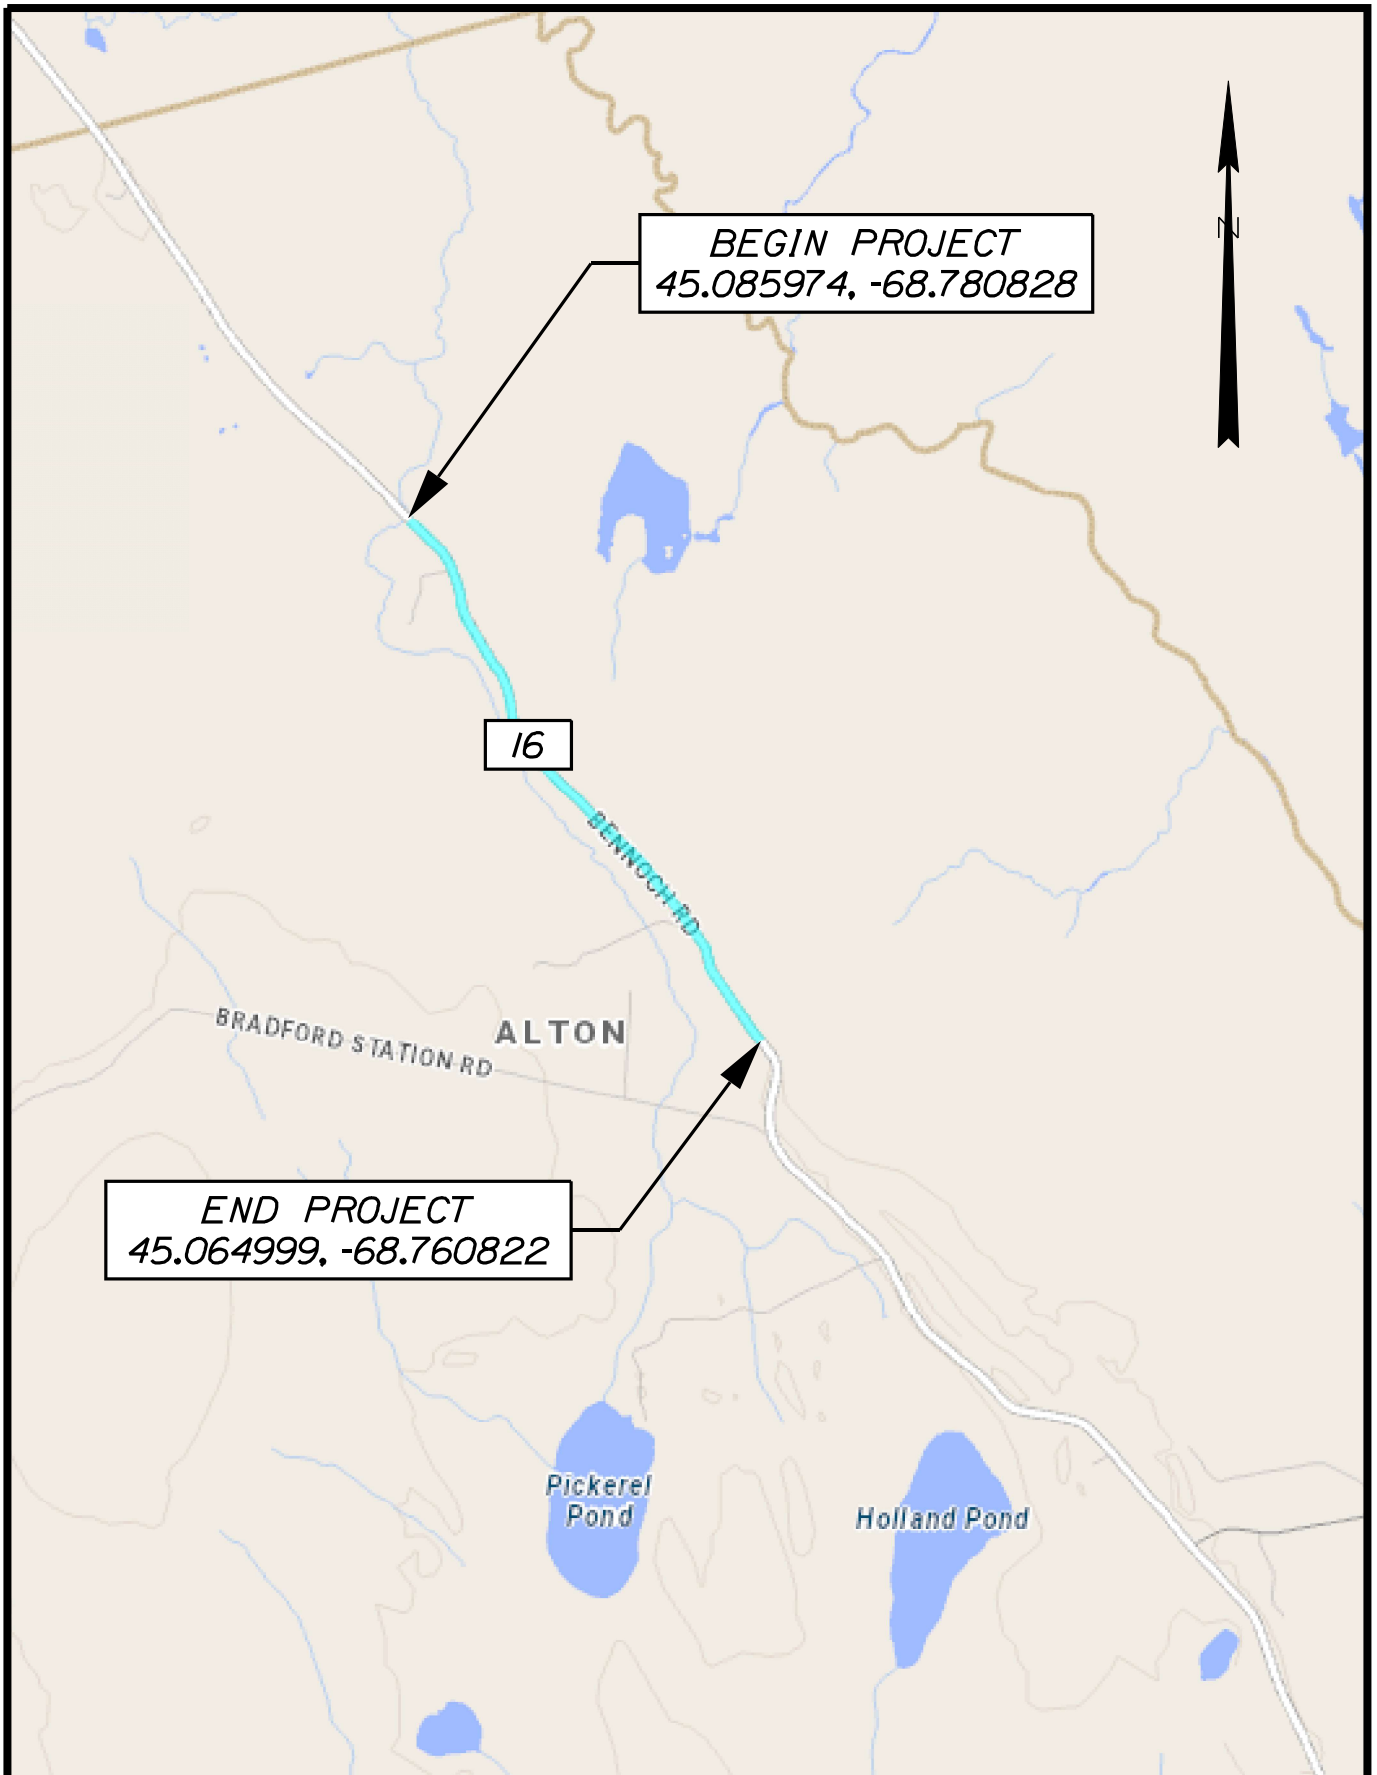 N
BEGIN PROJECT
45.085974, -68.780828
16
BENNOCH RD
BRADFORD STATION RD
ALTON
END PROJECT
45.064999, -68.760822
Pickerel
Pond
Holland Pond